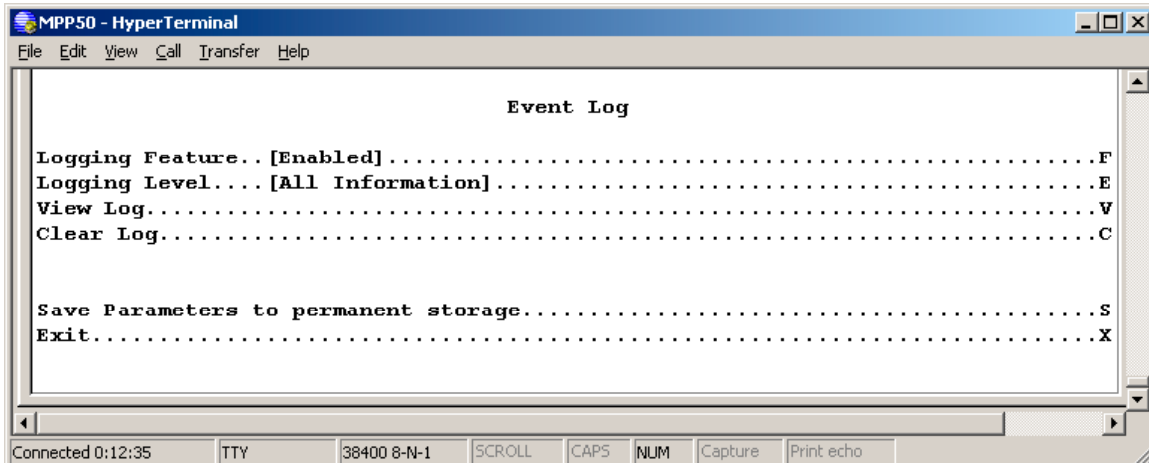 MPP50 - HyperTerminal
File Edit View Call Transfer Help
Event Log
Logging Feature..[Enabled].....................................................F
Logging Level....[All Information].............................................E
View Log.......................................................................V
Clear Log......................................................................C
Save Parameters to permanent storage...........................................S
Exit...........................................................................X
Connected 0:12:35 TTY 38400 8-N-1 SCROLL CAPS NUM Capture Print echo